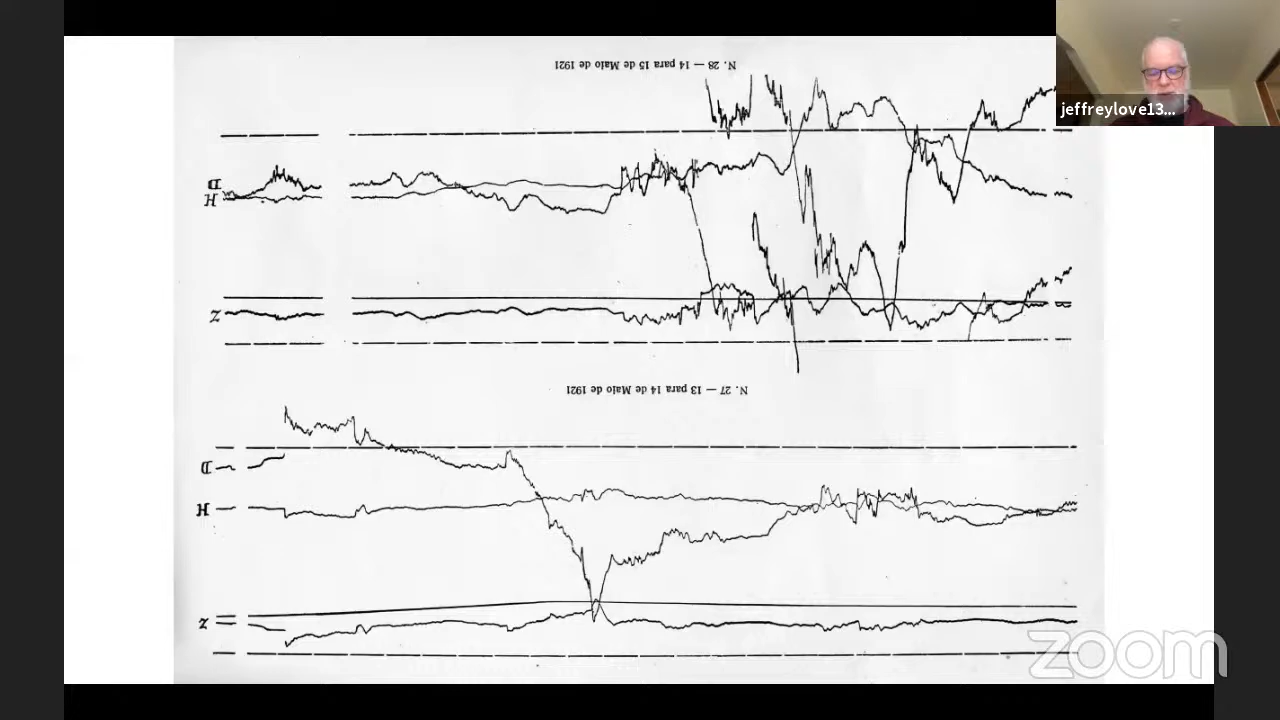 N. 28 — 14 para 15 de Maio de 1921
jeffreylove13...
D
H
Z
N. 27 — 13 para 14 de Maio de 1921
D
H
Z
zoom